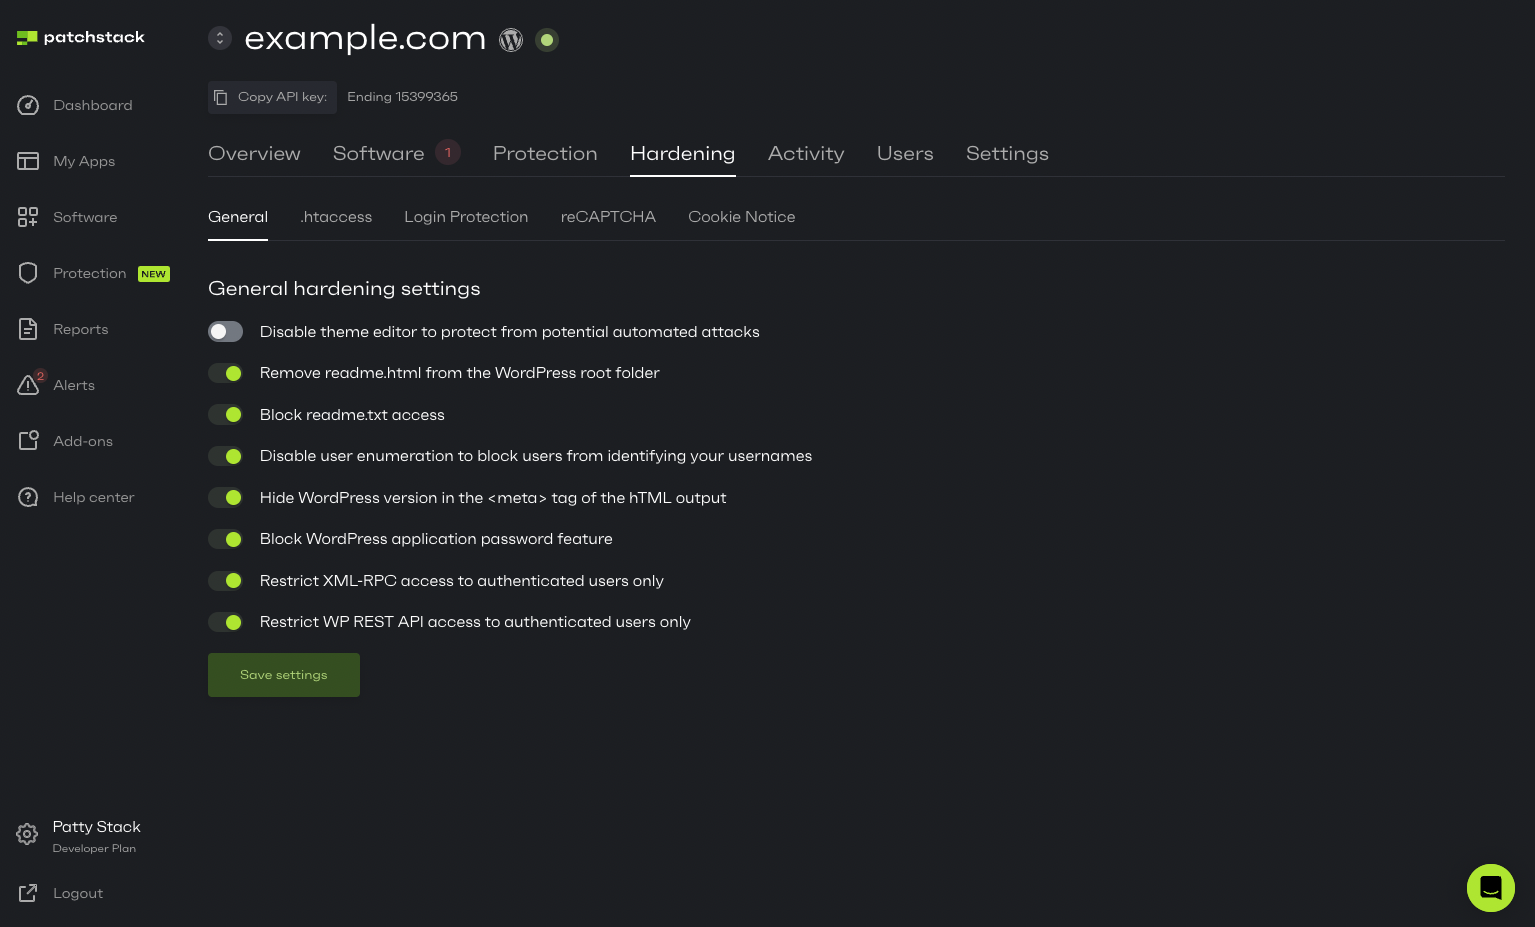 patchstack
Dashboard
My Apps
Software
Protection NEW
Reports
2
Alerts
Add-ons
Help center
Patty Stack
Developer Plan
Logout
example.com
Copy API key: Ending 15399365
Overview Software 1 Protection Hardening Activity Users Settings
General .htaccess Login Protection reCAPTCHA Cookie Notice
General hardening settings
Disable theme editor to protect from potential automated attacks
Remove readme.html from the WordPress root folder
Block readme.txt access
Disable user enumeration to block users from identifying your usernames
Hide WordPress version in the <meta> tag of the hTML output
Block WordPress application password feature
Restrict XML-RPC access to authenticated users only
Restrict WP REST API access to authenticated users only
Save settings